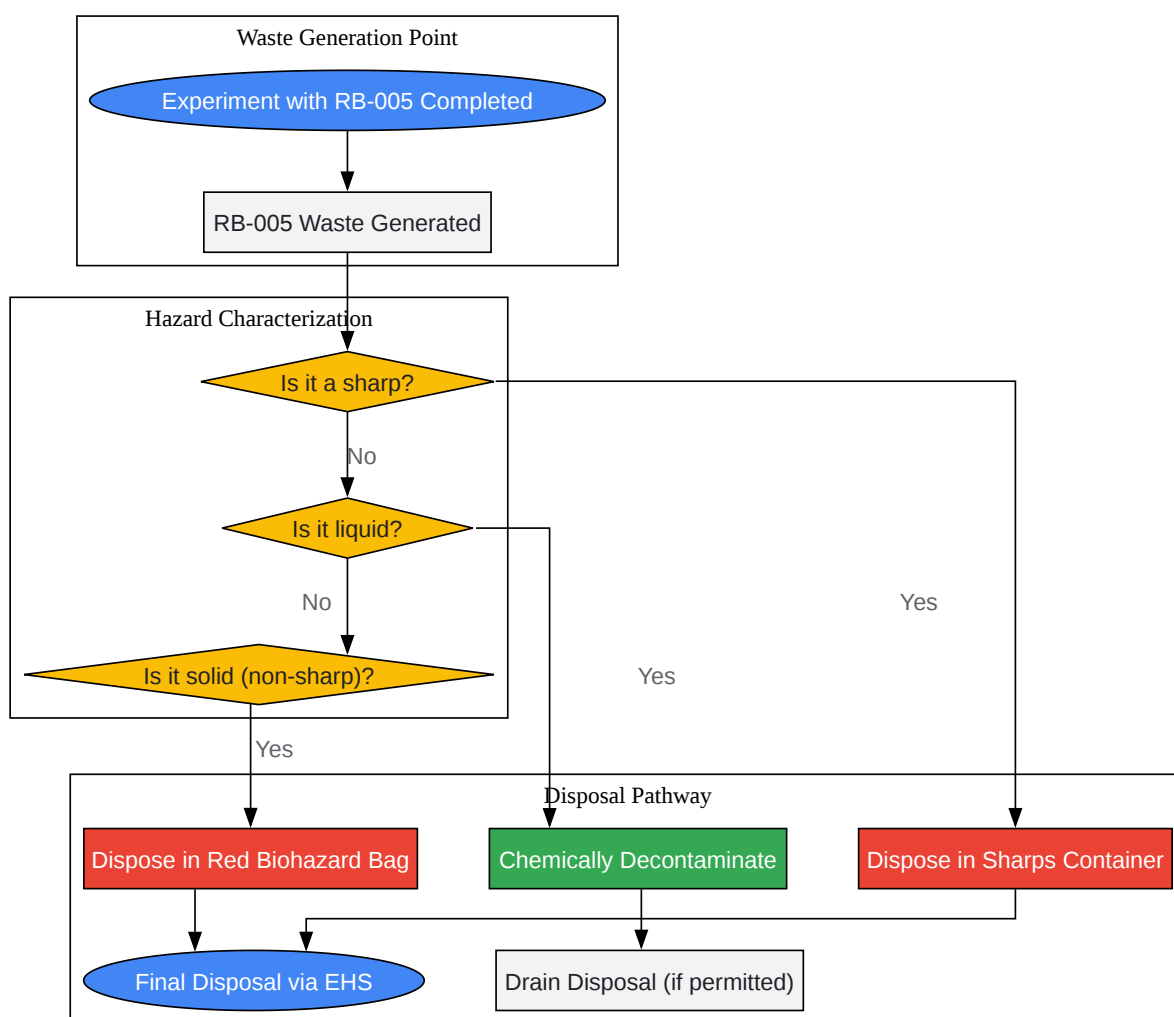 Waste Generation Point
Experiment with RB-005 Completed
RB-005 Waste Generated
Hazard Characterization
Is it a sharp?
No
Is it liquid?
No
Yes
Is it solid (non-sharp)?
Yes
Yes
Disposal Pathway
Dispose in Red Biohazard Bag
Chemically Decontaminate
Dispose in Sharps Container
Final Disposal via EHS
Drain Disposal (if permitted)